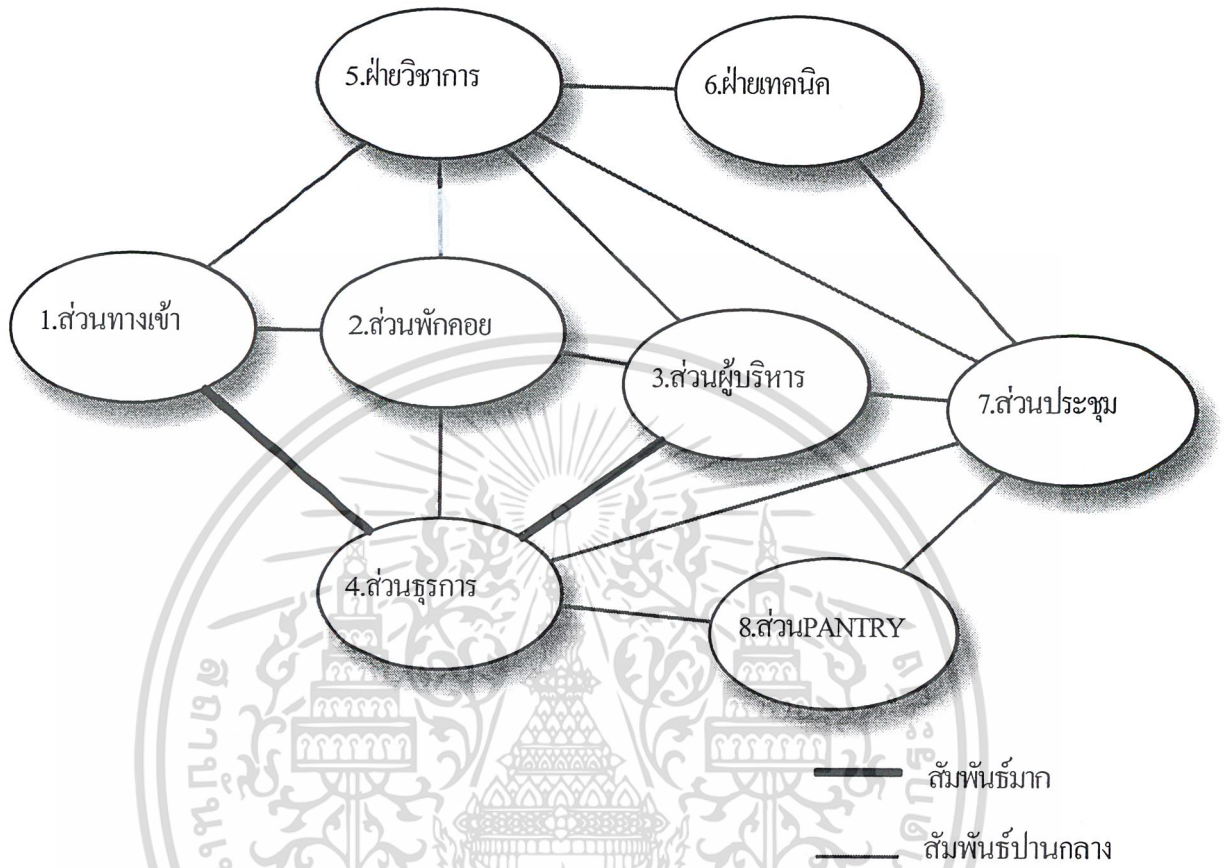 5.ฝ่ายวิชาการ
6.ฝ่ายเทคนิค
1.ส่วนทางเข้า
2.ส่วนพักคอย
3.ส่วนผู้บริหาร
7.ส่วนประชุม
4.ส่วนธุรการ
8.ส่วนPANTRY
สัมพันธ์มาก
สัมพันธ์ปานกลาง